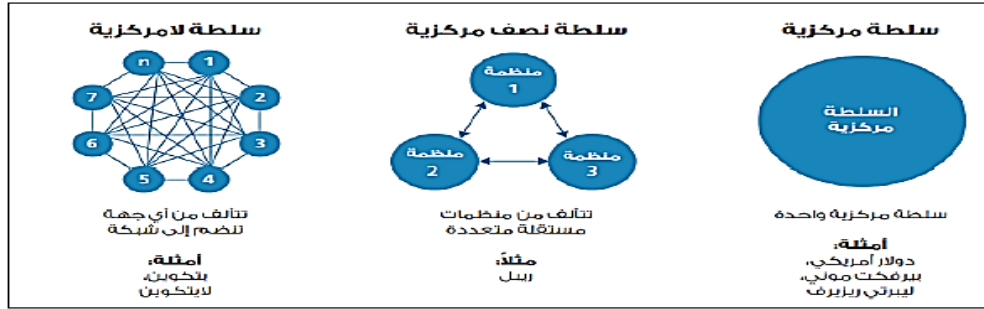 سلطة مركزية
السلطة
مركزية
سلطة مركزية واحدة
أمثلة:
دولار أمريكي،
بيرفكت موني،
ليبرتي ريزيرف
سلطة نصف مركزية
منظمة
1
منظمة
2
منظمة
3
تتألف من منظمات
مستقلة متعددة
مثلاً:
ريبل
سلطة لامركزية
n
1
7
2
6
3
5
4
تتألف من أي جهة
تنضم إلى شبكة
أمثلة:
بتكوين،
لايتكوين